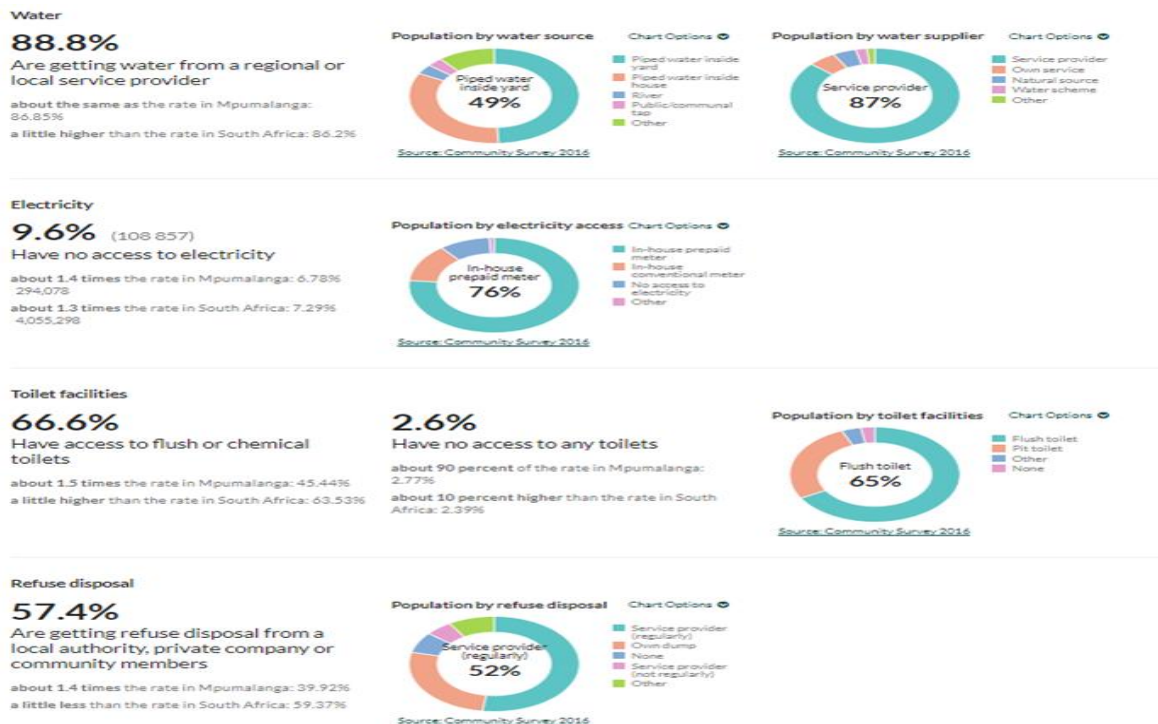 Water
88.8%
Are getting water from a regional or
local service provider
about the same as the rate in Mpumalanga:
86.85%
a little higher than the rate in South Africa: 86.2%
Population by water source
Chart Options
Piped water inside yard
49%
Piped water inside
yard
Piped water inside
house
River
Public/communal
tap
Other
Source: Community Survey 2016
Population by water supplier
Chart Options
Service provider
87%
Service provider
Own service
Natural source
Water scheme
Other
Source: Community Survey 2016
Electricity
9.6% (108 857)
Have no access to electricity
about 1.4 times the rate in Mpumalanga: 6.78%
294,078
about 1.3 times the rate in South Africa: 7.29%
4,055,298
Population by electricity access
Chart Options
In-house
prepaid meter
76%
In-house prepaid
meter
In-house
conventional meter
No access to
electricity
Other
Source: Community Survey 2016
Toilet facilities
66.6%
Have access to flush or chemical
toilets
about 1.5 times the rate in Mpumalanga: 45.44%
a little higher than the rate in South Africa: 63.53%
2.6%
Have no access to any toilets
about 90 percent of the rate in Mpumalanga:
2.77%
about 10 percent higher than the rate in South
Africa: 2.39%
Population by toilet facilities
Chart Options
Flush toilet
65%
Flush toilet
Pit toilet
Other
None
Source: Community Survey 2016
Refuse disposal
57.4%
Are getting refuse disposal from a
local authority, private company or
community members
about 1.4 times the rate in Mpumalanga: 39.92%
a little less than the rate in South Africa: 59.37%
Population by refuse disposal
Chart Options
Service provider
(regularly)
52%
Service provider
(regularly)
Own dump
None
Service provider
(not regularly)
Other
Source: Community Survey 2016